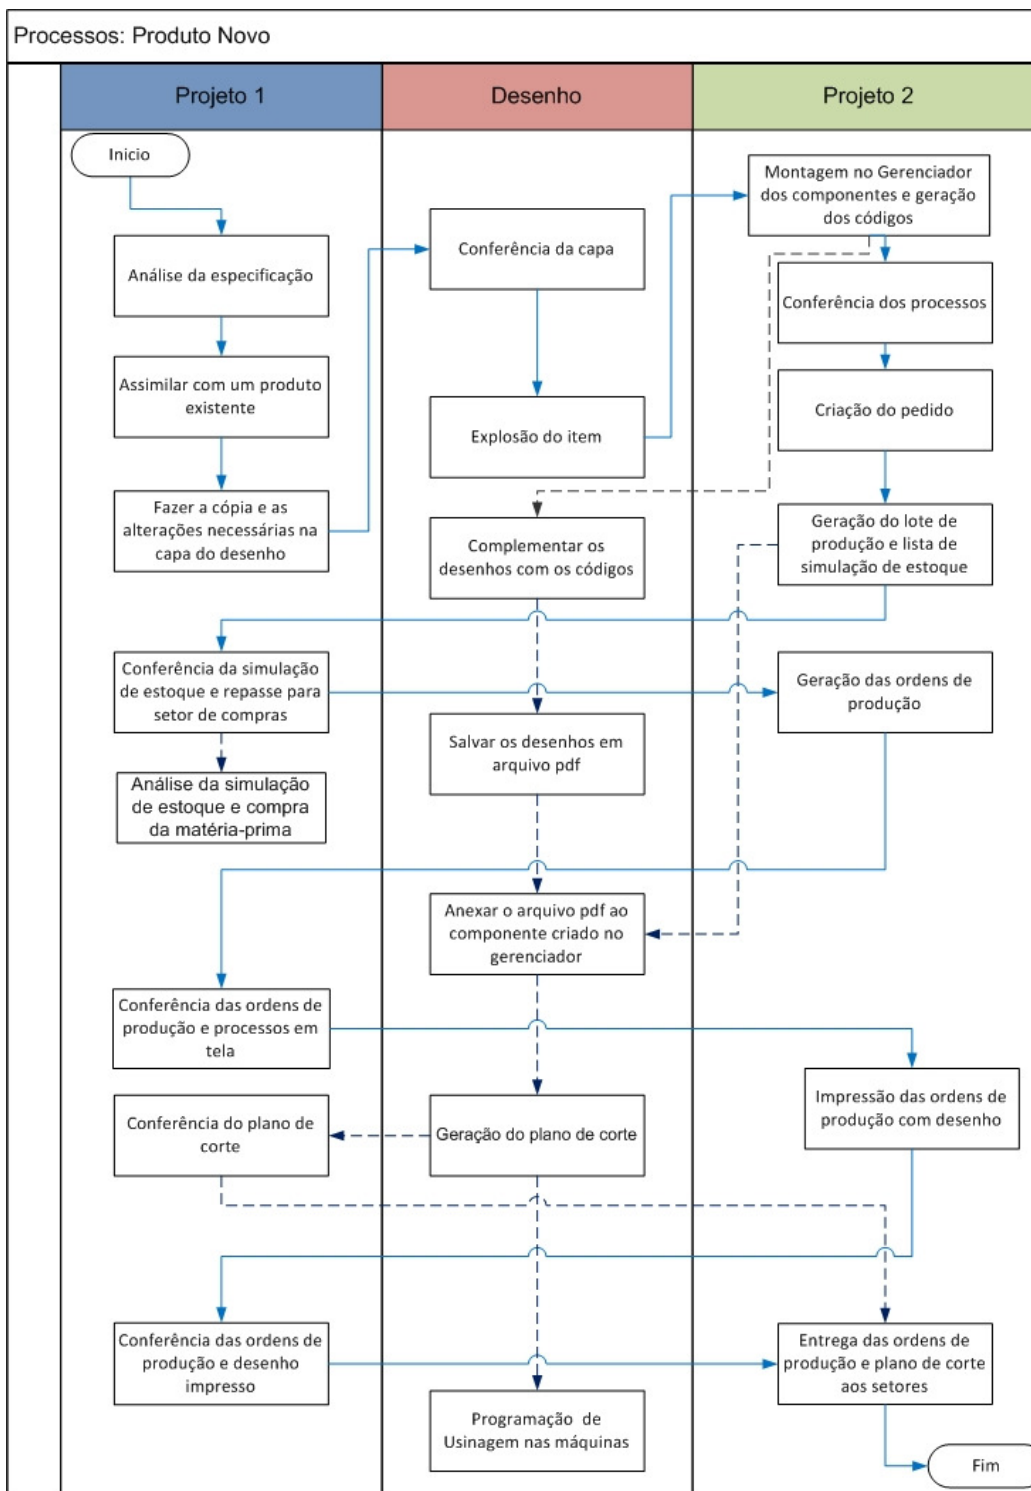 Processos: Produto Novo
Projeto 1
Desenho
Projeto 2
Inicio
Análise da especificação
Assimilar com um produto
existente
Fazer a cópia e as
alterações necessárias na
capa do desenho
Conferência da capa
Explosão do item
Montagem no Gerenciador
dos componentes e geração
dos códigos
Conferência dos processos
Criação do pedido
Geração do lote de
produção e lista de
simulação de estoque
Complementar os
desenhos com os códigos
Conferência da simulação
de estoque e repasse para
setor de compras
Geração das ordens de
produção
Salvar os desenhos em
arquivo pdf
Análise da simulação
de estoque e compra
da matéria-prima
Anexar o arquivo pdf ao
componente criado no
gerenciador
Conferência das ordens de
produção e processos em
tela
Impressão das ordens de
produção com desenho
Conferência do plano de
corte
Geração do plano de corte
Conferência das ordens de
produção e desenho
impresso
Entrega das ordens de
produção e plano de corte
aos setores
Programação de
Usinagem nas máquinas
Fim